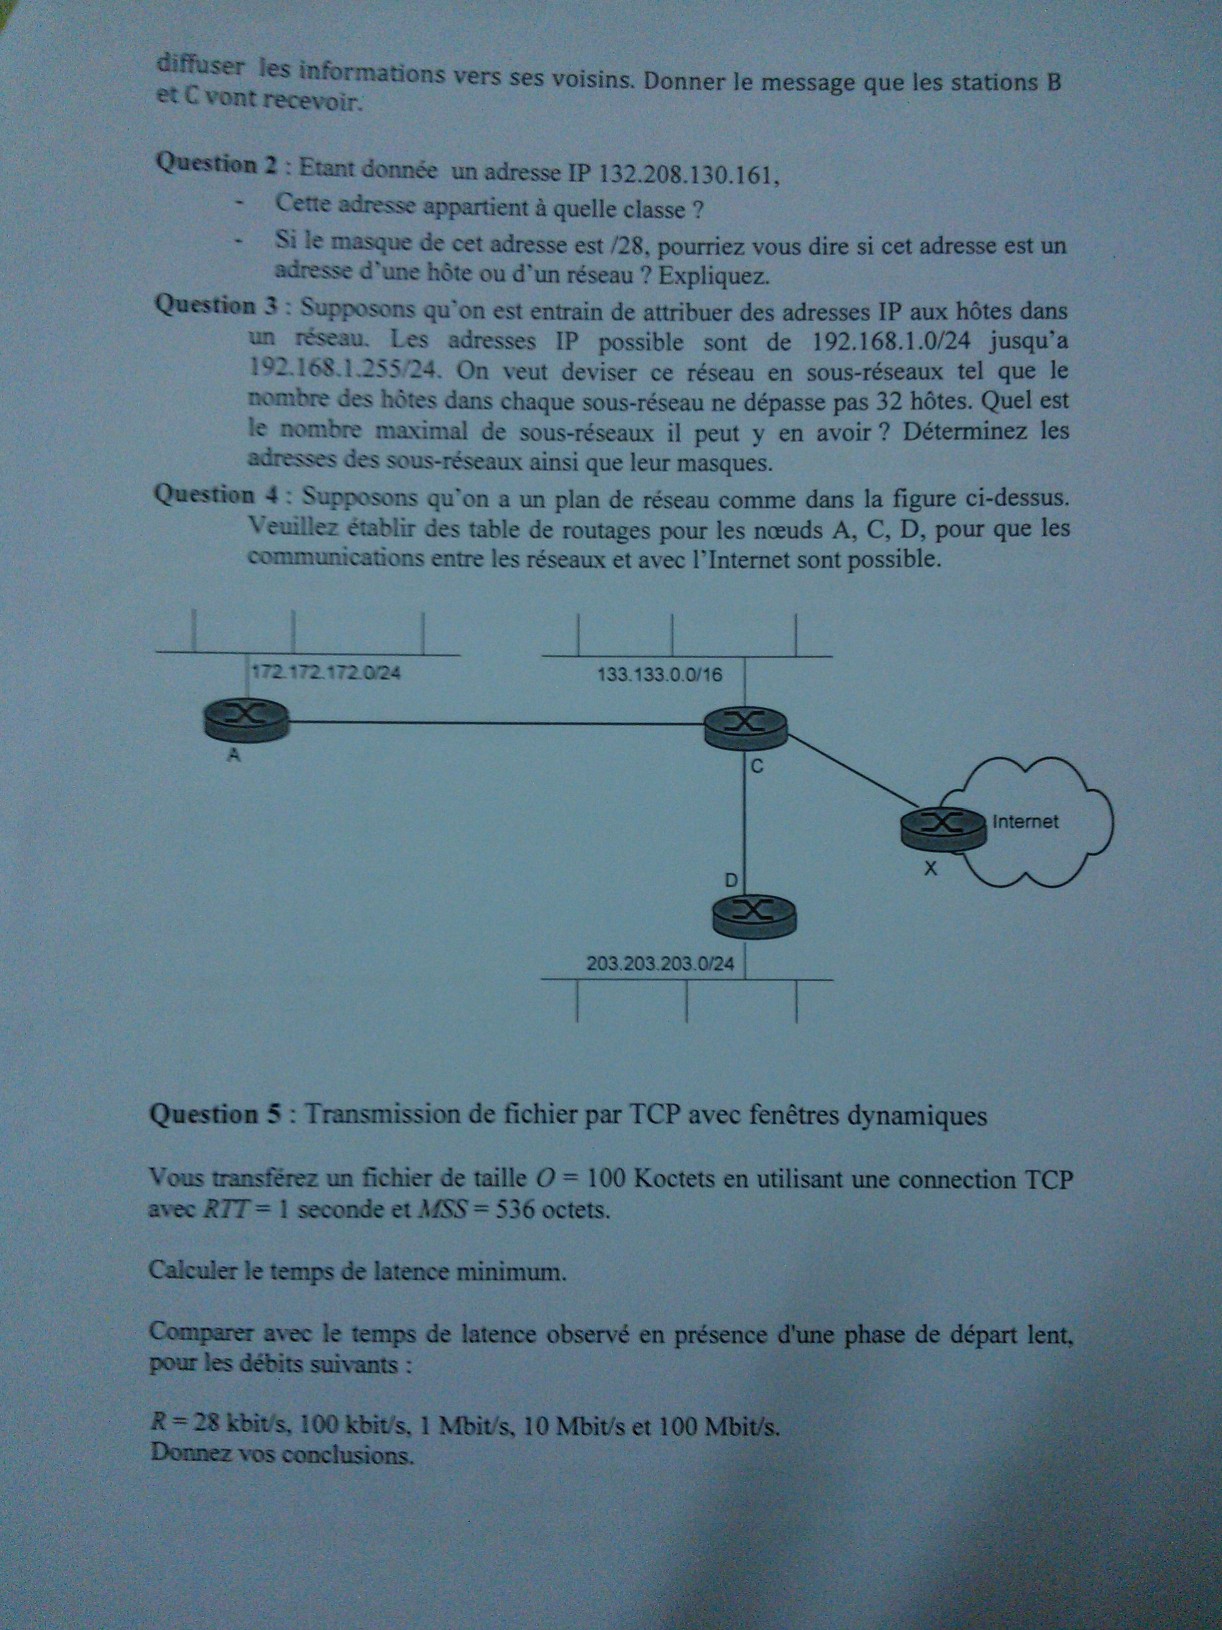 diffuser les informations vers ses voisins. Donner le message que les stations B
et C vont recevoir.
Question 2 : Etant donnée un adresse IP 132.208.130.161,
- Cette adresse appartient à quelle classe ?
- Si le masque de cet adresse est /28, pourriez vous dire si cet adresse est un
adresse d'une hôte ou d'un réseau ? Expliquez.
Question 3 : Supposons qu'on est entrain de attribuer des adresses IP aux hôtes dans
un réseau. Les adresses IP possible sont de 192.168.1.0/24 jusqu'a
192.168.1.255/24. On veut deviser ce réseau en sous-réseaux tel que le
nombre des hôtes dans chaque sous-réseau ne dépasse pas 32 hôtes. Quel est
le nombre maximal de sous-réseaux il peut y en avoir ? Déterminez les
adresses des sous-réseaux ainsi que leur masques.
Question 4 : Supposons qu'on a un plan de réseau comme dans la figure ci-dessus.
Veuillez établir des table de routages pour les nœuds A, C, D, pour que les
communications entre les réseaux et avec l'Internet sont possible.
172.172.172.0/24
133.133.0.0/16
A
C
Internet
X
D
203.203.203.0/24
Question 5 : Transmission de fichier par TCP avec fenêtres dynamiques
Vous transférez un fichier de taille O = 100 Koctets en utilisant une connection TCP
avec RTT = 1 seconde et MSS = 536 octets.
Calculer le temps de latence minimum.
Comparer avec le temps de latence observé en présence d'une phase de départ lent,
pour les débits suivants :
R = 28 kbit/s, 100 kbit/s, 1 Mbit/s, 10 Mbit/s et 100 Mbit/s.
Donnez vos conclusions.